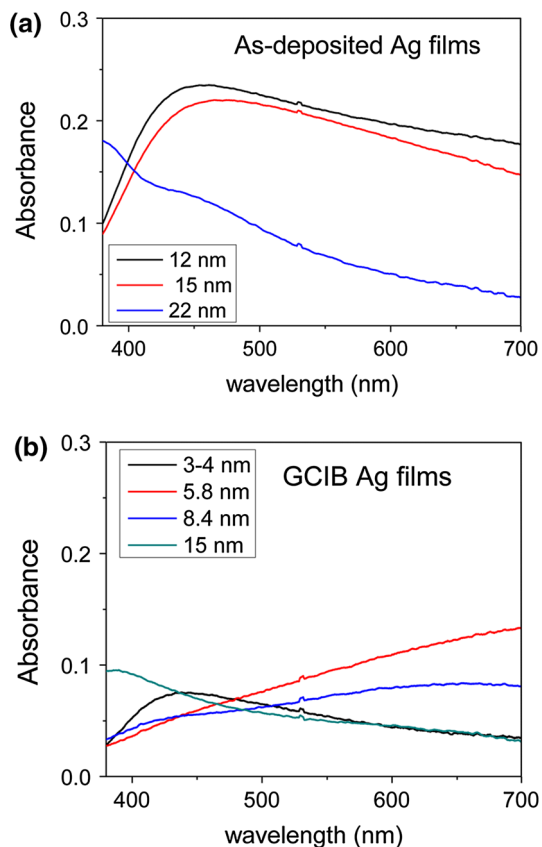 (a)
As-deposited Ag films
Absorbance
0.3
0.2
0.1
0.0
12 nm
15 nm
22 nm
400 500 600 700
wavelength (nm)
(b)
GCIB Ag films
Absorbance
0.3
0.2
0.1
0.0
3-4 nm
5.8 nm
8.4 nm
15 nm
400 500 600 700
wavelength (nm)